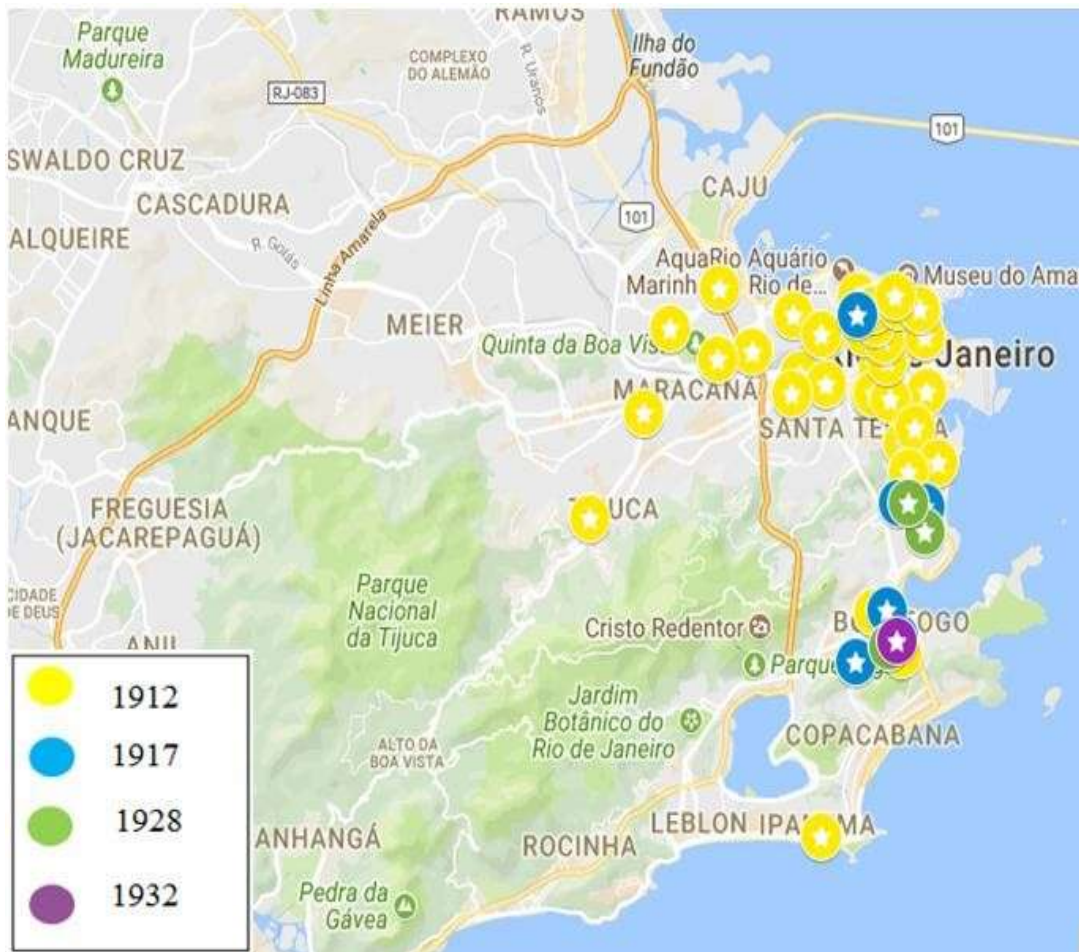 RAMOS
Parque
Madureira
COMPLEXO
DO ALEMÃO
R. Uranos
Ilha do
Fundão
RJ-083
101
SWALDO CRUZ
CASCADURA
CAJU
ALQUEIRE
R. Goiás
Linha Amarela
101
AquaRio Aquário
Marinh Rio de...
Museu do Ama
MEIER
Quinta da Boa Vis
Janeiro
MARACANÃ
ANQUE
SANTA TE A
FREGUESIA
(JACAREPAGUÁ)
T UCA
Parque
Nacional
da Tijuca
CIDADE
DE DEUS
ANIL
Cristo Redentor
BO FOGO
Parque
Jardim
Botânico do
Rio de Janeiro
ALTO DA
BOA VISTA
COPACABANA
ANHANGÁ
ROCINHA
LEBLON
IPA MA
Pedra da
Gávea
1912
1917
1928
1932